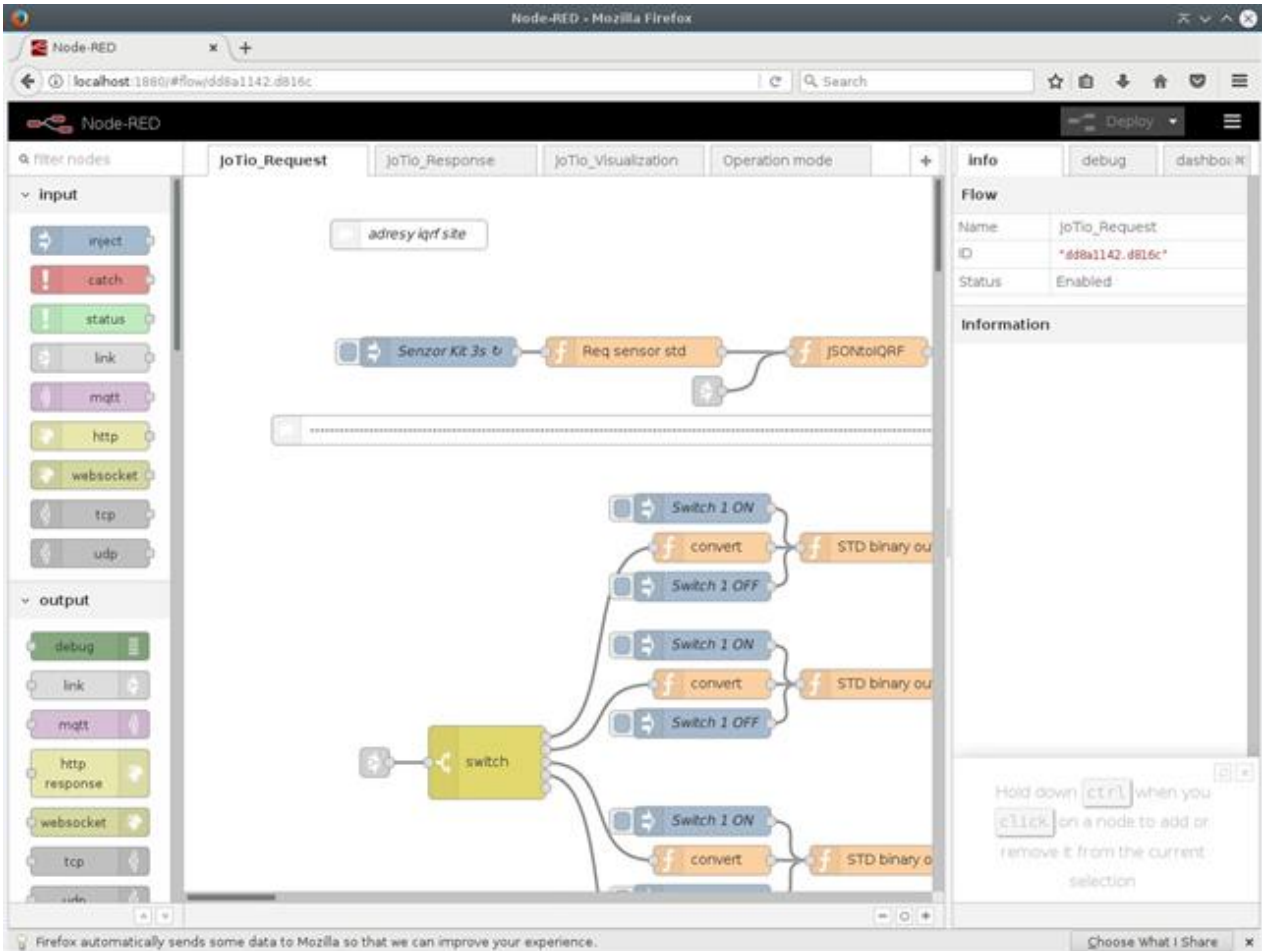 Node-RED - Mozilla Firefox
Node-RED
localhost:1880/#flow/dd8a1142.d816c
Search
Node-RED
Deploy
filter nodes
JoTio_Request
JoTio_Response
JoTio_Visualization
Operation mode
info
debug
input
inject
catch
status
link
mqtt
http
websocket
tcp
udp
output
debug
link
mqtt
http
response
websocket
tcp
udp
adresy iqrf site
Senzor Kit 3s ↻
Req sensor std
JSONtoIQRF
Switch 1 ON
convert
STD binary ou
Switch 1 OFF
Switch 1 ON
convert
STD binary ou
Switch 1 OFF
switch
Switch 1 ON
convert
STD binary o
Flow
Name JoTio_Request
ID "dd8a1142.d816c"
Status Enabled
Information
Hold down ctrl when you
click on a node to add or
remove it from the current
selection
Firefox automatically sends some data to Mozilla so that we can improve your experience.
Choose What I Share